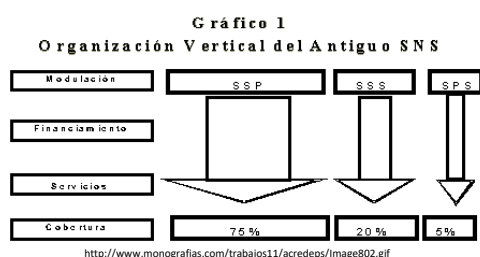 Gráfico 1
Organización Vertical del Antiguo SNS
Modulación
SSP
SSS
SPS
Financiamiento
Servicios
Cobertura
75%
20%
5%
http://www.monografias.com/trabajos11/acredeps/Image802.gif